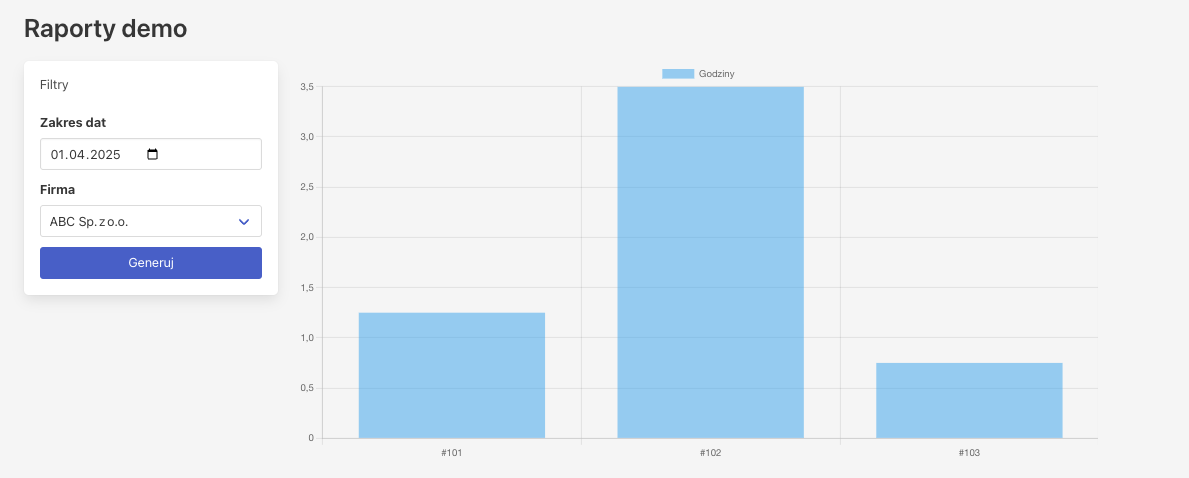 Raporty demo
Filtry
Zakres dat
01.04.2025
Firma
ABC Sp. z o.o.
Generuj
Godziny
3,5
3,0
2,5
2,0
1,5
1,0
0,5
0
#101
#102
#103